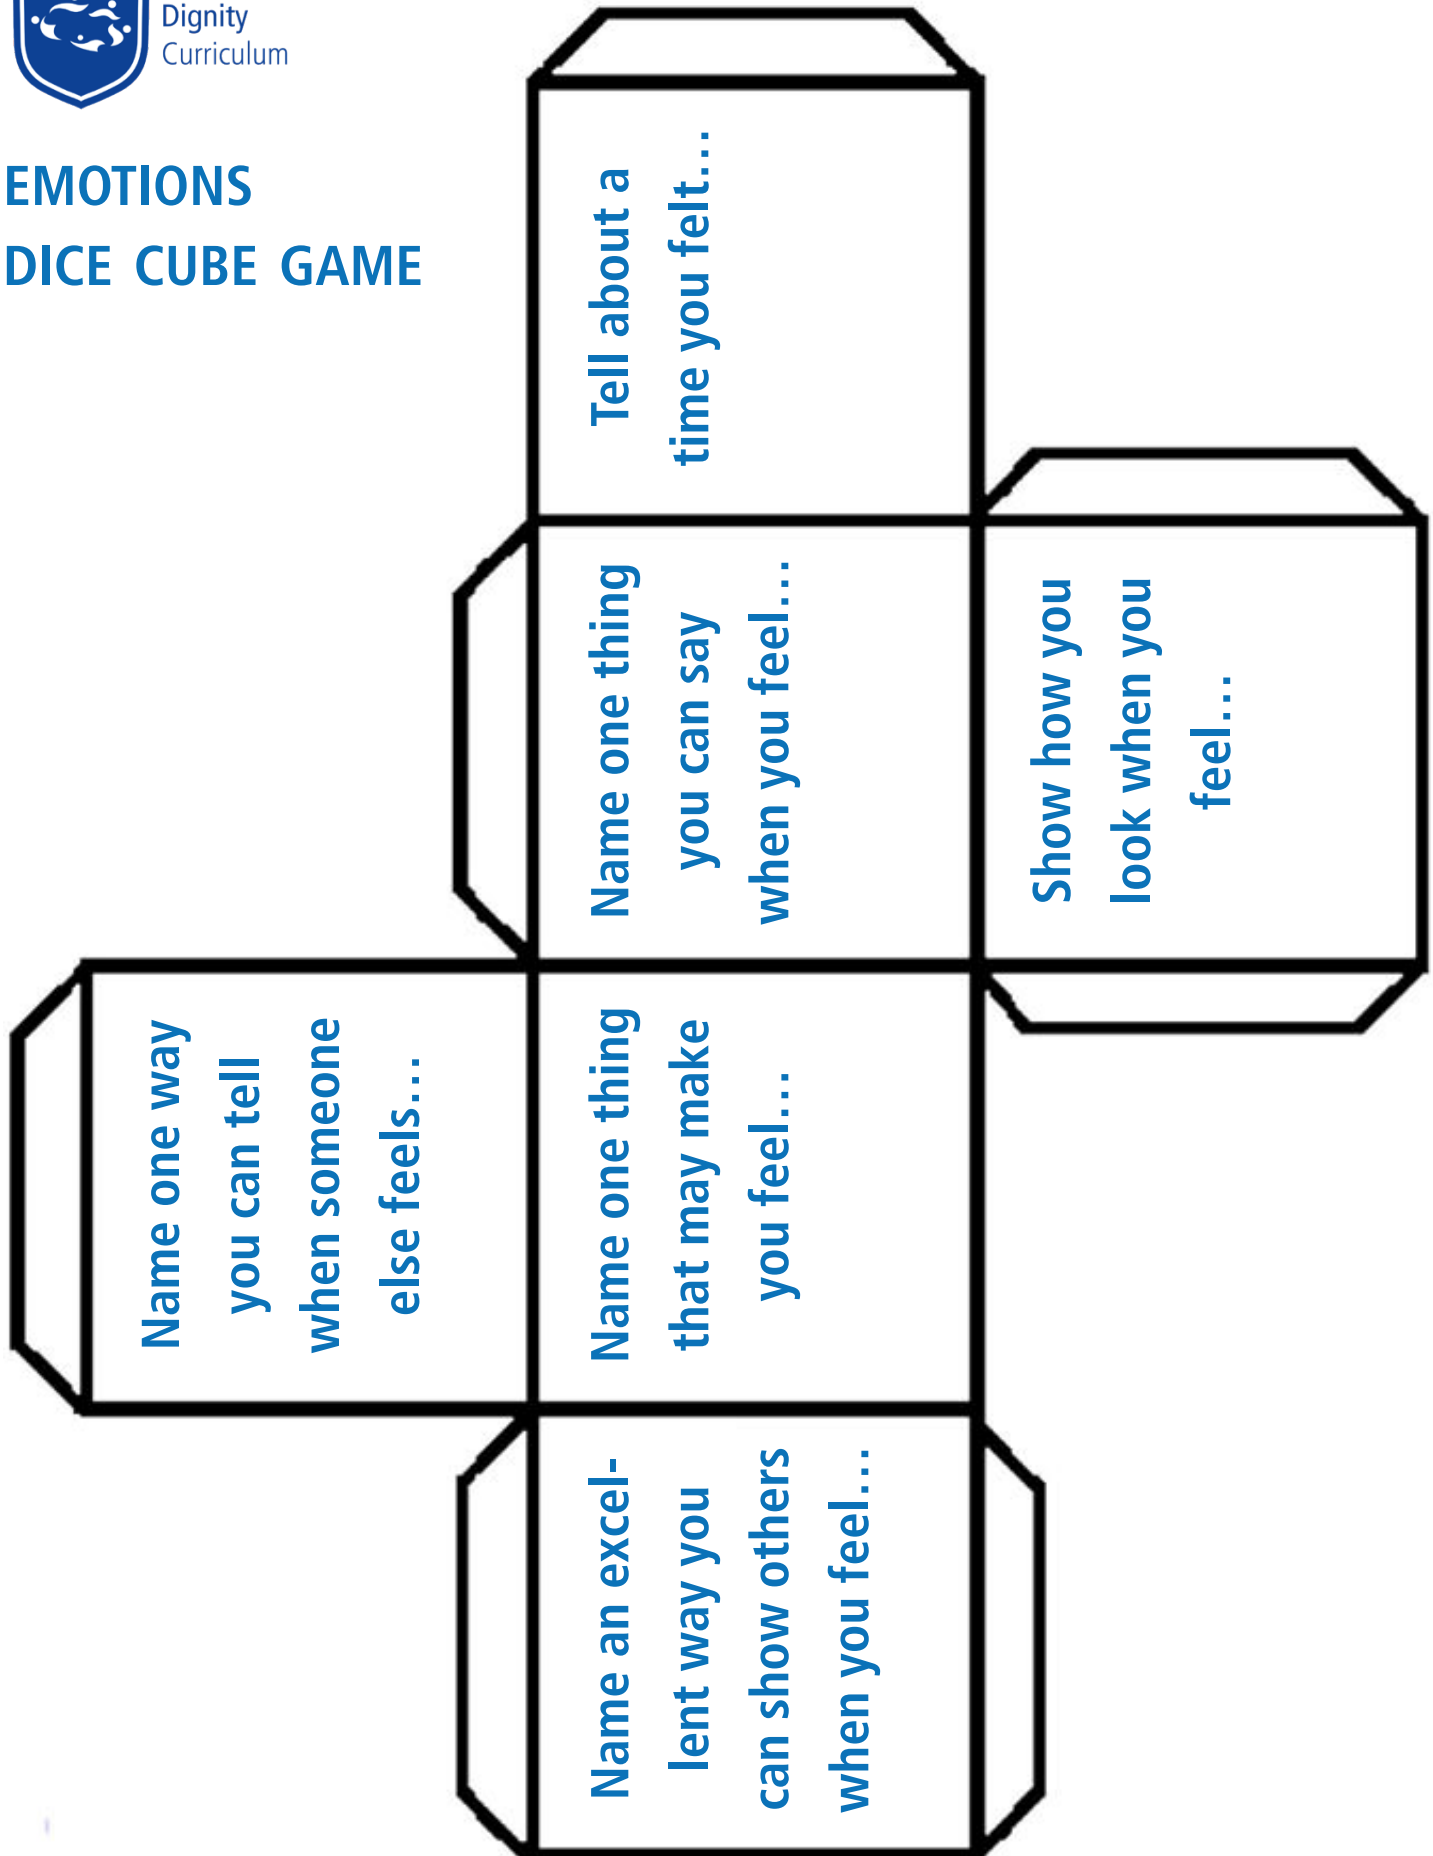 Dignity
Curriculum
EMOTIONS
DICE CUBE GAME
Tell about a
time you felt...
Name one thing
you can say
when you feel...
Show how you
look when you
feel...
Name one way
you can tell
when someone
else feels...
Name one thing
that may make
you feel...
Name an excel-
lent way you
can show others
when you feel...